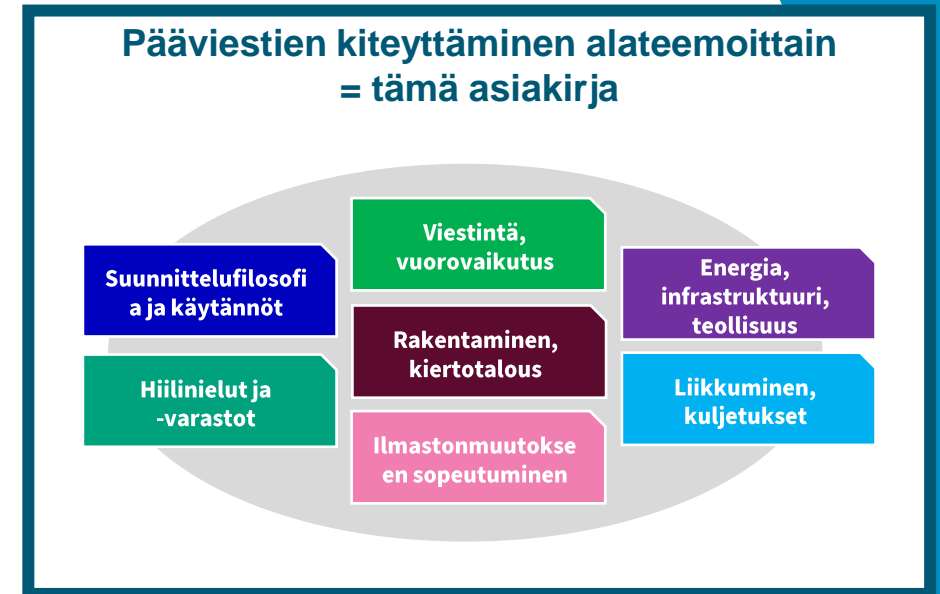 Pääviestien kiteyttäminen alateemoittain
= tämä asiakirja
Suunnittelufilosofi
a ja käytännöt
Hiilinielut ja
-varastot
Viestintä,
vuorovaikutus
Rakentaminen,
kiertotalous
Ilmastonmuutokse
en sopeutuminen
Energia,
infrastruktuuri,
teollisuus
Liikkuminen,
kuljetukset